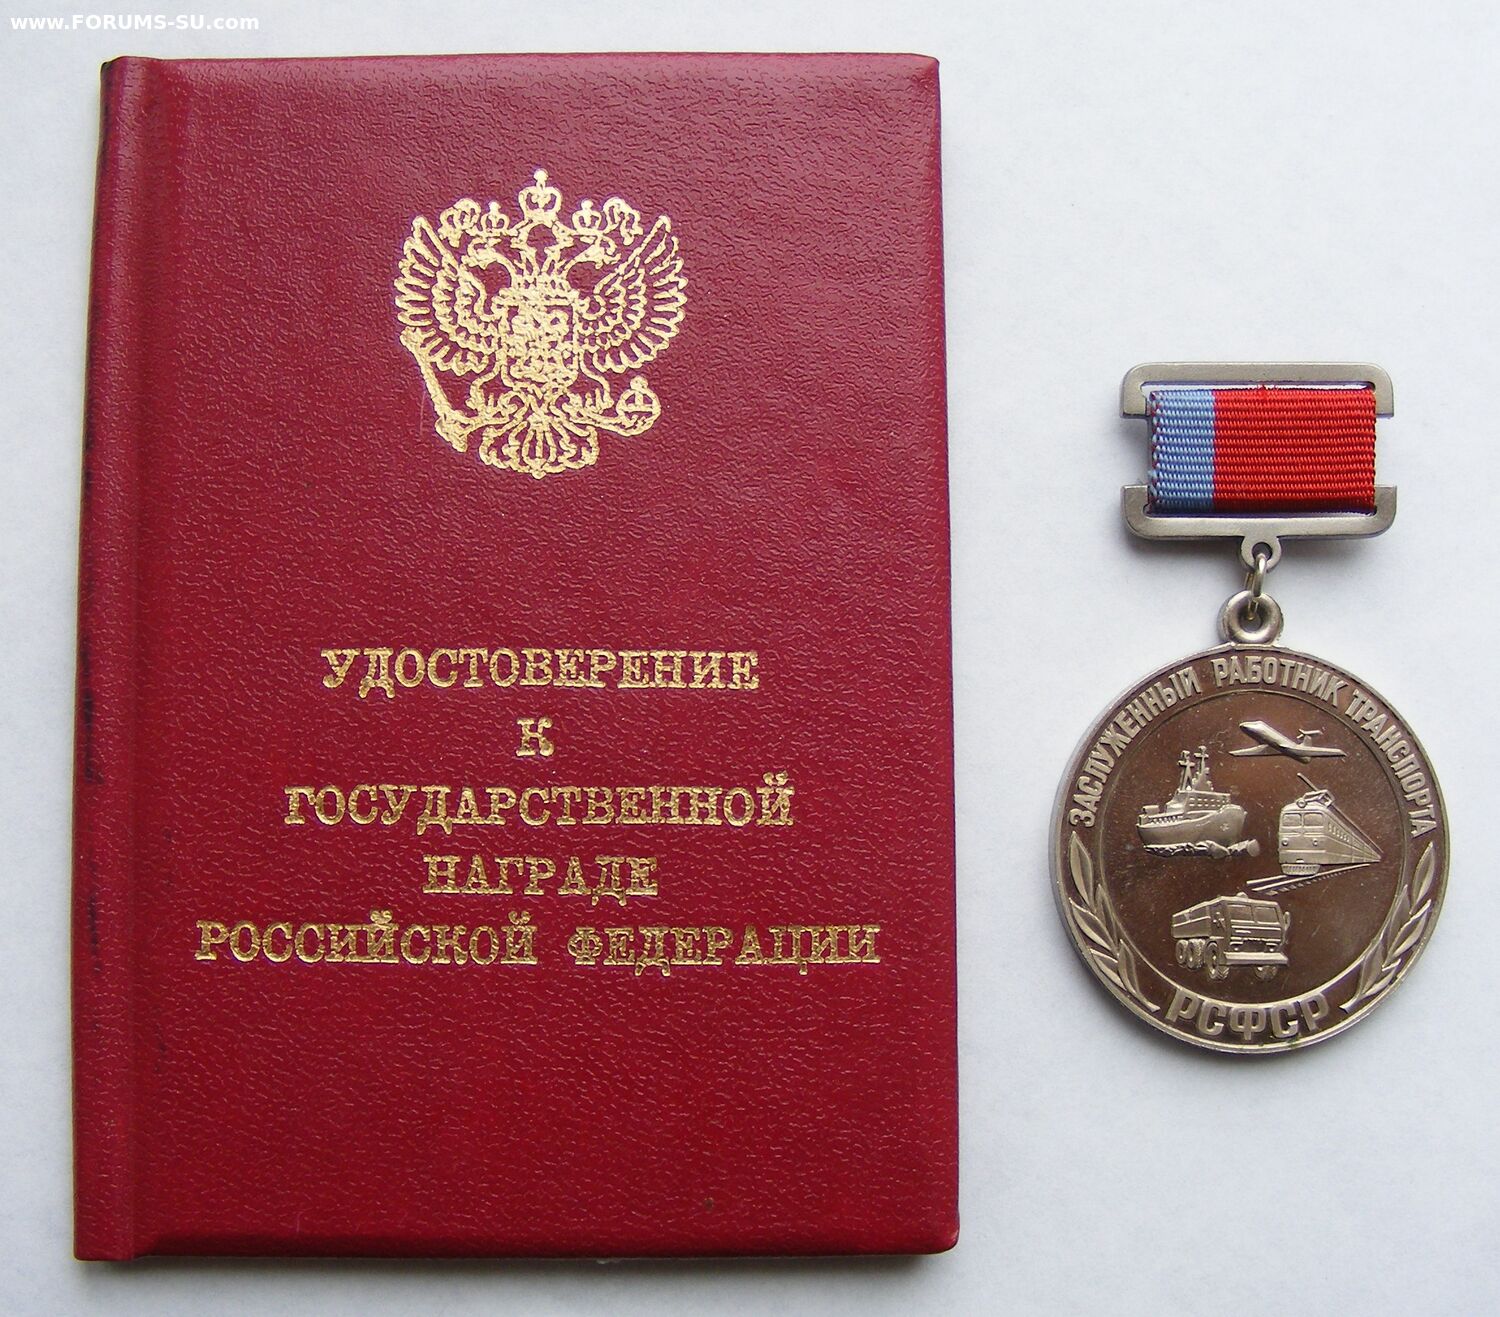 www.FORUMS-SU.com
УДОСТОВЕРЕНИЕ
К
ГОСУДАРСТВЕННОЙ
НАГРАДЕ
РОССИЙСКОЙ ФЕДЕРАЦИИ
ЗАСЛУЖЕННЫЙ РАБОТНИК ТРАНСПОРТА
РСФСР